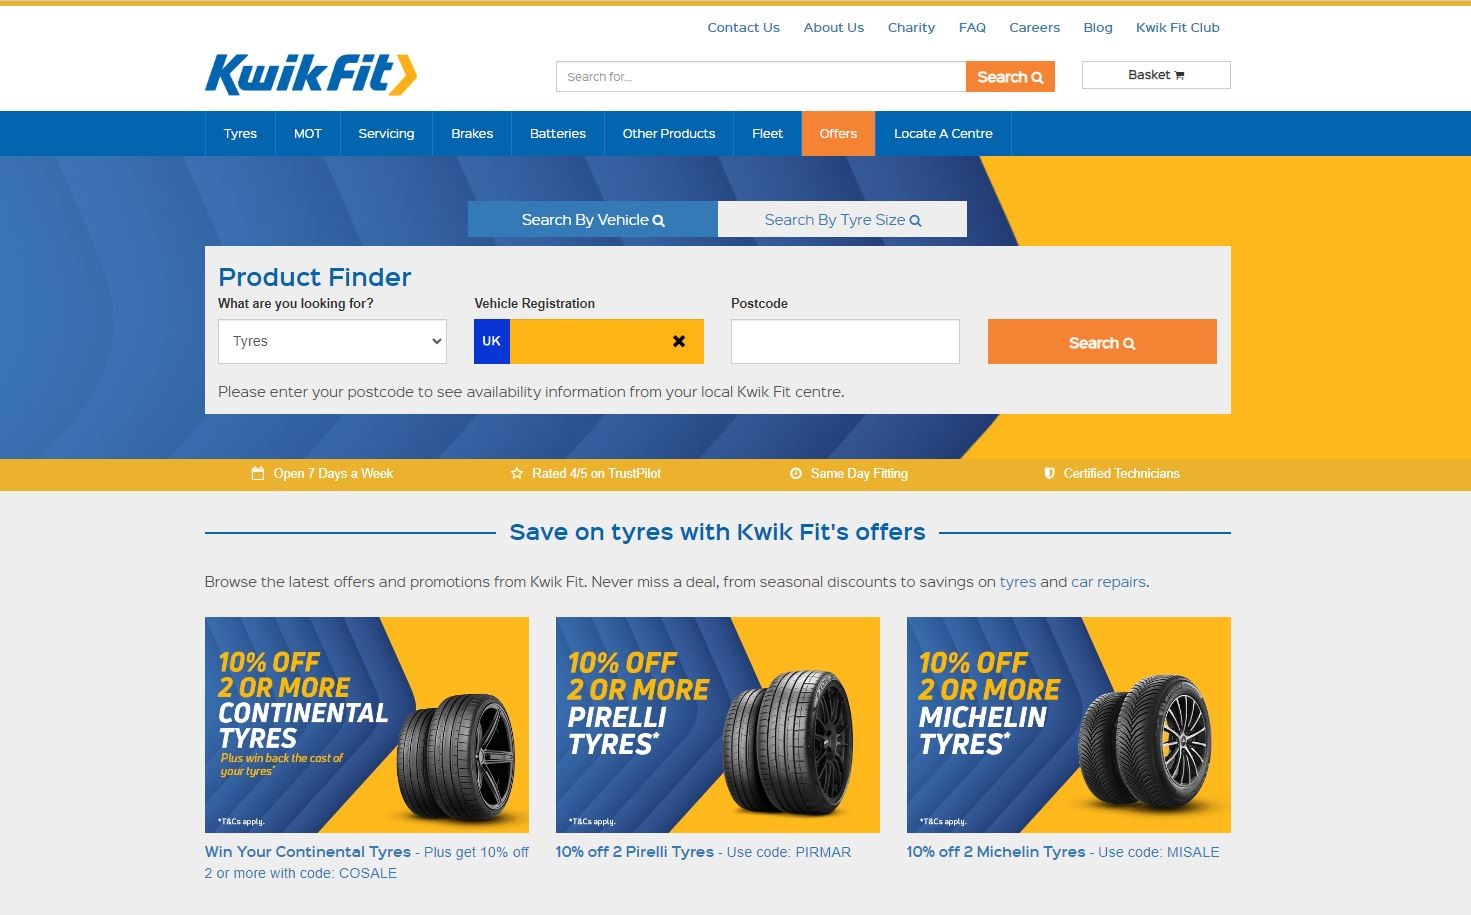 Contact Us About Us Charity FAQ Careers Blog Kwik Fit Club
Kwik Fit
Search for... Search Basket
Tyres MOT Servicing Brakes Batteries Other Products Fleet Offers Locate A Centre
Search By Vehicle Search By Tyre Size
Product Finder
What are you looking for? Vehicle Registration Postcode
Tyres UK Search
Please enter your postcode to see availability information from your local Kwik Fit centre.
Open 7 Days a Week Rated 4/5 on TrustPilot Same Day Fitting Certified Technicians
Save on tyres with Kwik Fit's offers
Browse the latest offers and promotions from Kwik Fit. Never miss a deal, from seasonal discounts to savings on tyres and car repairs.
10% OFF
2 OR MORE
CONTINENTAL
TYRES
Plus win back the cost of
your tyres*
*T&Cs apply.
Win Your Continental Tyres - Plus get 10% off
2 or more with code: COSALE
10% OFF
2 OR MORE
PIRELLI
TYRES*
*T&Cs apply.
10% off 2 Pirelli Tyres - Use code: PIRMAR
10% OFF
2 OR MORE
MICHELIN
TYRES*
*T&Cs apply.
10% off 2 Michelin Tyres - Use code: MISALE